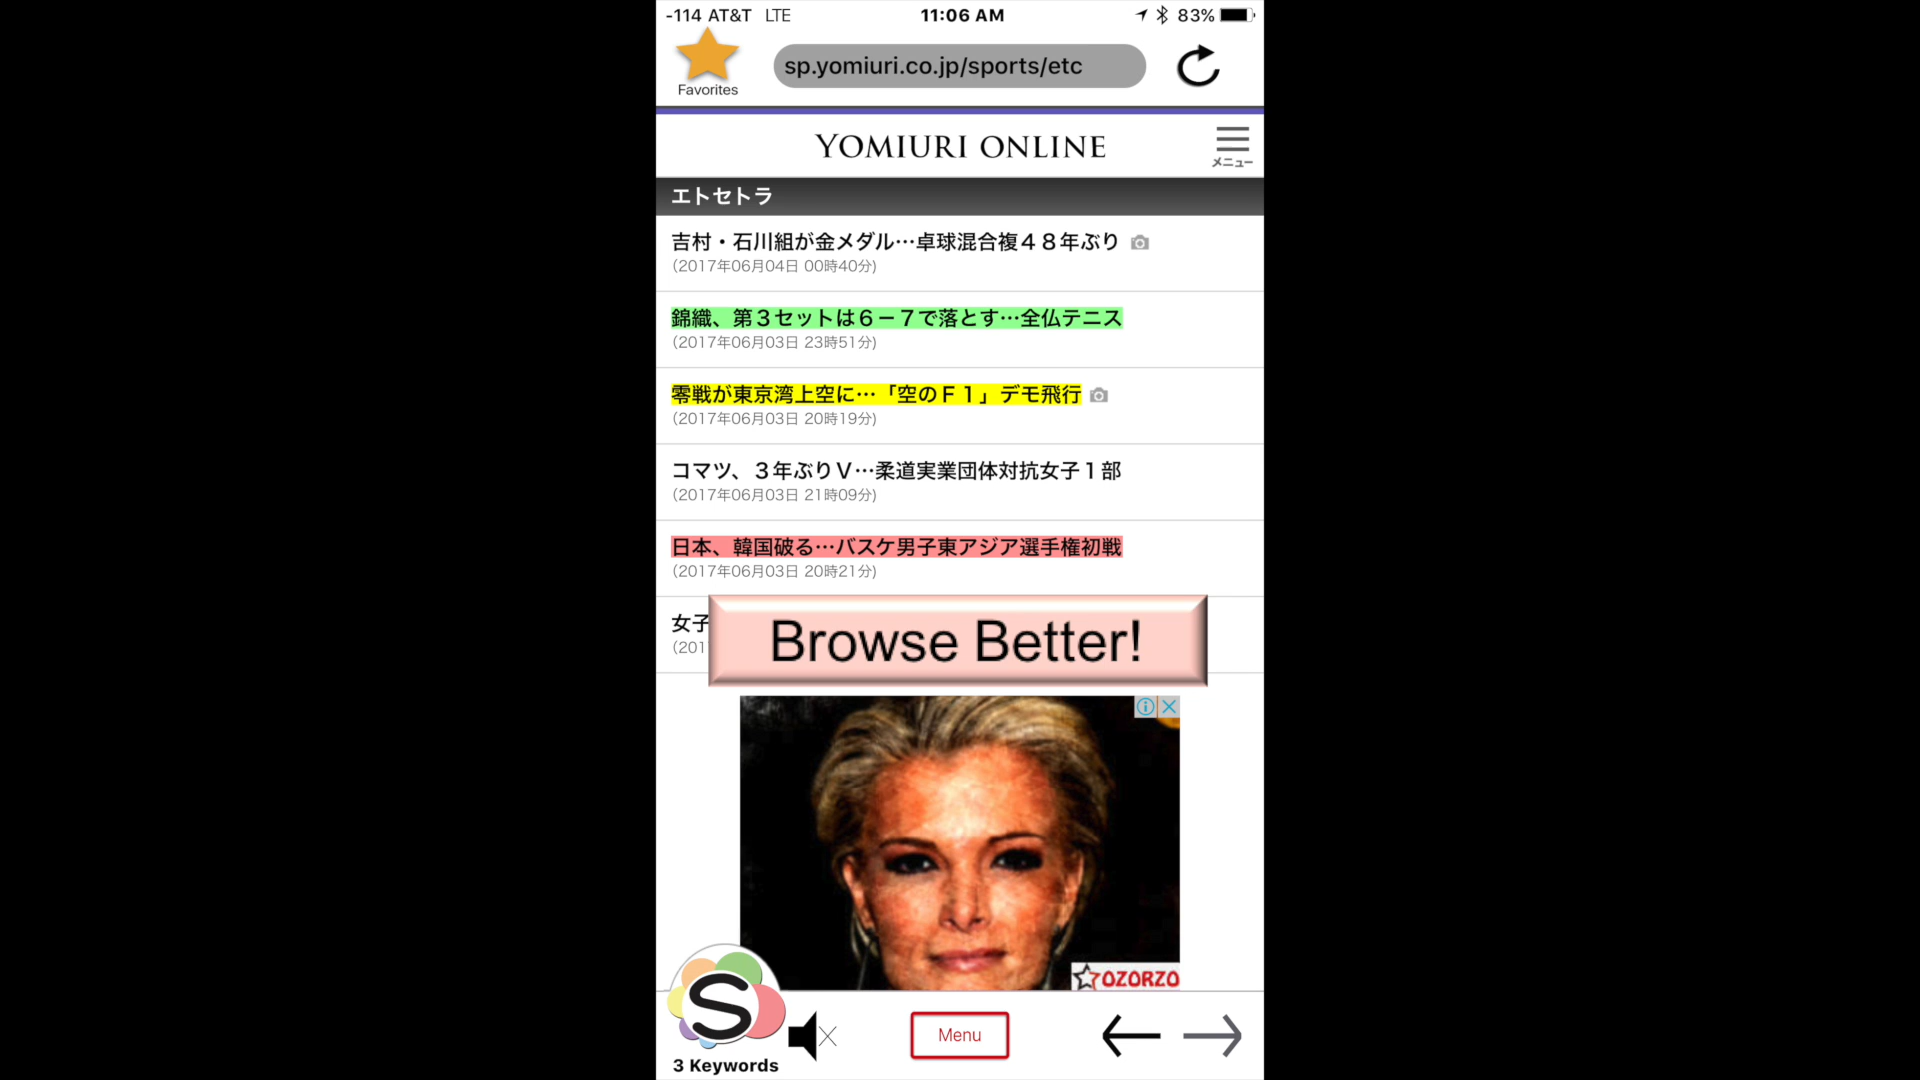 -114 AT&T LTE 11:06 AM 83%
Favorites
sp.yomiuri.co.jp/sports/etc
YOMIURI ONLINE
メニュー
エトセトラ
吉村・石川組が金メダル…卓球混合複４８年ぶり
(2017年06月04日 00時40分)
錦織、第３セットは６－７で落とす…全仏テニス
(2017年06月03日 23時51分)
零戦が東京湾上空に…「空のＦ１」デモ飛行
(2017年06月03日 20時19分)
コマツ、３年ぶりＶ…柔道実業団体対抗女子１部
(2017年06月03日 21時09分)
日本、韓国破る…バスケ男子東アジア選手権初戦
(2017年06月03日 20時21分)
女子
(201
Browse Better!
OZORZO
S
3 Keywords
Menu